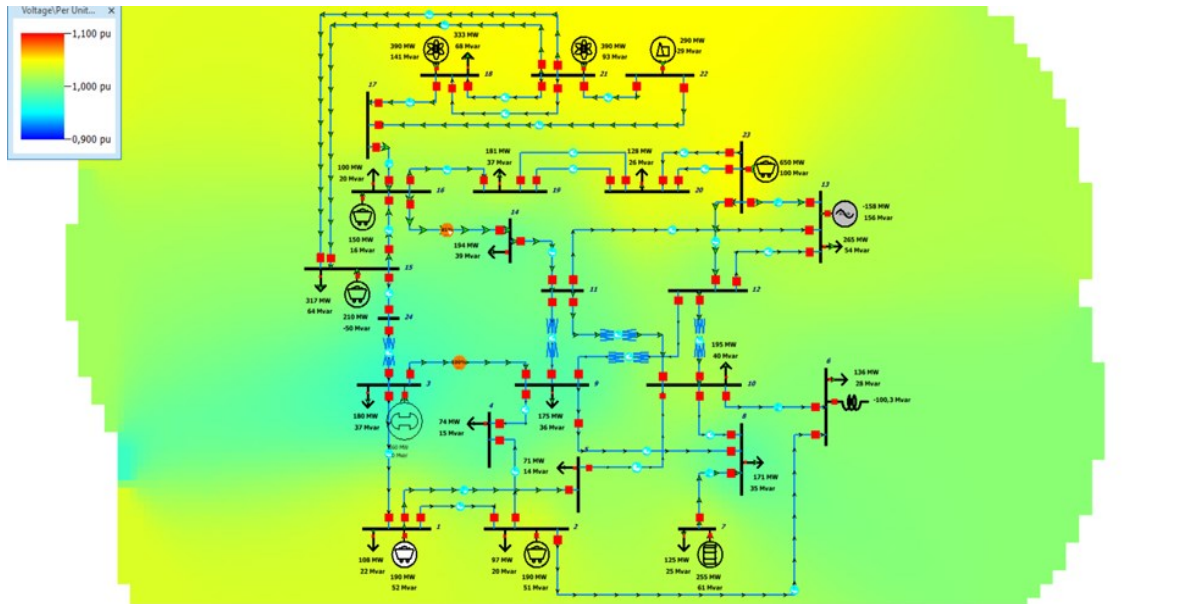 Voltage\Per Unit... ×
1,100 pu
1,000 pu
0,900 pu
333 MW
68 Mvar
390 MW
141 Mvar
390 MW
93 Mvar
290 MW
-29 Mvar
18
21
22
17
23
181 MW
37 Mvar
128 MW
26 Mvar
650 MW
100 Mvar
100 MW
20 Mvar
16
19
20
13
-158 MW
156 Mvar
150 MW
16 Mvar
14
194 MW
39 Mvar
265 MW
54 Mvar
15
317 MW
64 Mvar
210 MW
-50 Mvar
11
12
24
195 MW
40 Mvar
6
136 MW
28 Mvar
-100,3 Mvar
3
9
10
180 MW
37 Mvar
4
74 MW
15 Mvar
175 MW
36 Mvar
8
5
71 MW
14 Mvar
171 MW
35 Mvar
1
2
7
108 MW
22 Mvar
190 MW
52 Mvar
97 MW
20 Mvar
190 MW
51 Mvar
125 MW
25 Mvar
255 MW
61 Mvar